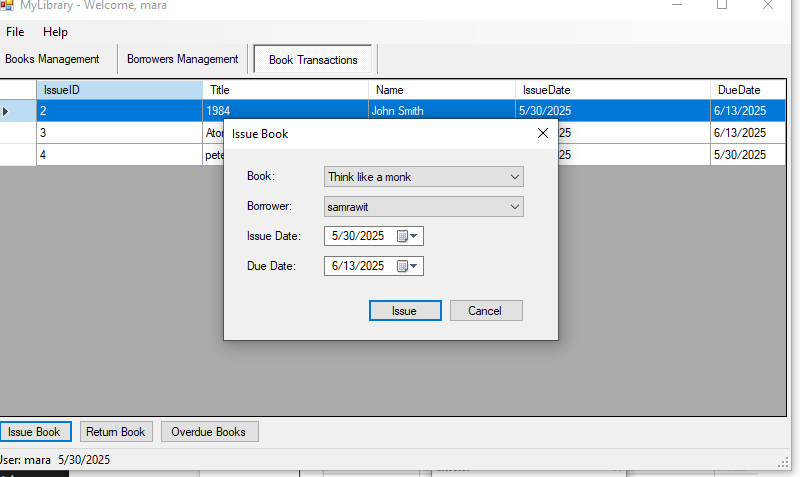 MyLibrary - Welcome, mara
File Help
Books Management Borrowers Management Book Transactions
IssueID Title Name IssueDate DueDate
2 1984 John Smith 5/30/2025 6/13/2025
3 6/13/2025
4 5/30/2025
Issue Book
Book: Think like a monk
Borrower: samrawit
Issue Date: 5/30/2025
Due Date: 6/13/2025
Issue Cancel
Issue Book Return Book Overdue Books
User: mara 5/30/2025